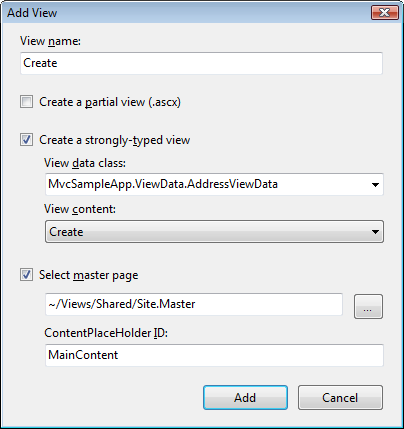 Add View
View name:
Create
Create a partial view (.ascx)
Create a strongly-typed view
View data class:
MvcSampleApp.ViewData.AddressViewData
View content:
Create
Select master page
~/Views/Shared/Site.Master
...
ContentPlaceHolder ID:
MainContent
Add Cancel